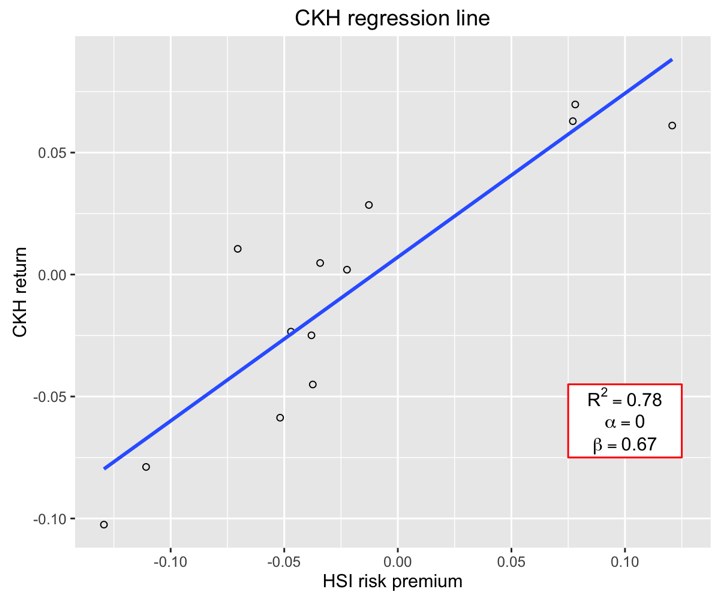 CKH regression line
CKH return
0.05
0.00
-0.05
-0.10
R² = 0.78
α = 0
β = 0.67
-0.10 -0.05 0.00 0.05 0.10
HSI risk premium